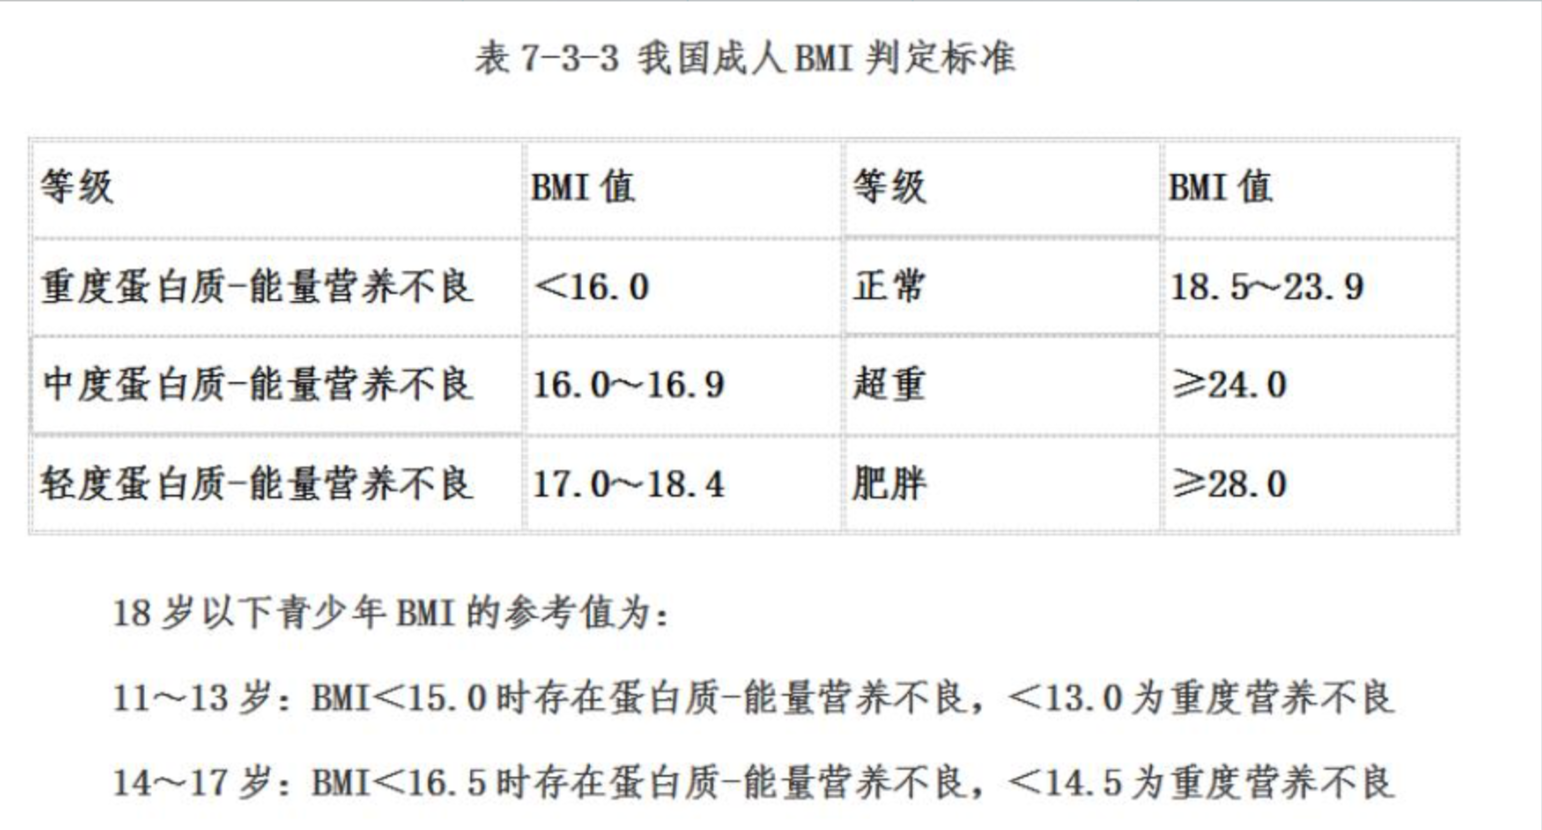 表 7-3-3 我国成人 BMI 判定标准
等级 BMI 值 等级 BMI 值
重度蛋白质-能量营养不良 <16.0 正常 18.5～23.9
中度蛋白质-能量营养不良 16.0～16.9 超重 ≥24.0
轻度蛋白质-能量营养不良 17.0～18.4 肥胖 ≥28.0
18 岁以下青少年 BMI 的参考值为：
11～13 岁：BMI<15.0 时存在蛋白质-能量营养不良，<13.0 为重度营养不良
14～17 岁：BMI<16.5 时存在蛋白质-能量营养不良，<14.5 为重度营养不良